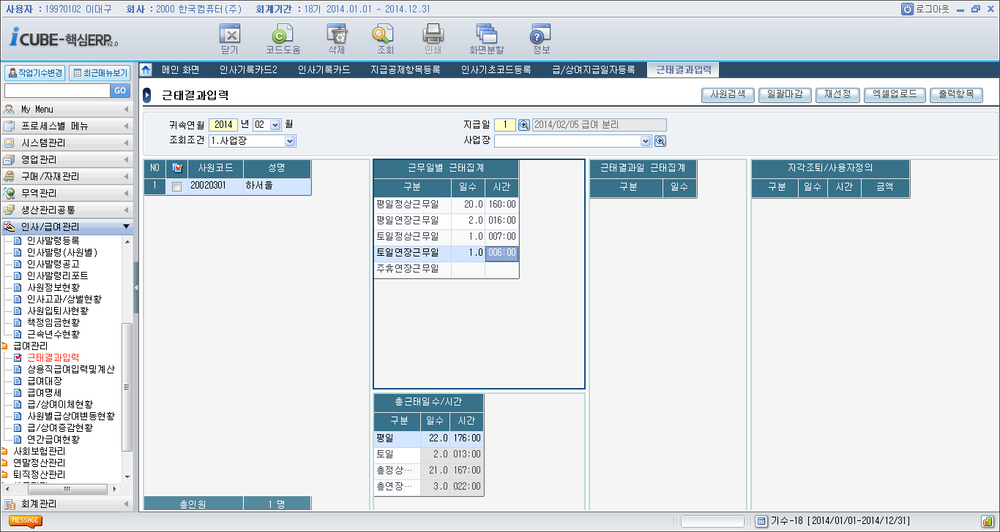 사용자 : 19970102 이대구 회사 : 2000 한국컴퓨터(주) 회계기간 : 18기 2014.01.01 ~ 2014.12.31 로그아웃
iCUBE-핵심ERP v2.0
닫기 코드도움 삭제 조회 인쇄 화면분할 정보
작업기수변경 최근메뉴보기
메인 화면 인사기록카드2 인사기록카드 지급공제항목등록 인사기초코드등록 급/상여지급일자등록 근태결과입력
GO
근태결과입력 사원검색 일괄마감 재선정 엑셀업로드 출력항목
My Menu
프로세스별 메뉴
시스템관리
영업관리
구매/자재관리
무역관리
생산관리공통
인사/급여관리
인사발령등록
인사발령(사원별)
인사발령공고
인사발령리포트
사원정보현황
인사고과/상벌현황
사원입퇴사현황
책정임금현황
근속년수현황
급여관리
근태결과입력
상용직급여입력및계산
급여대장
급여명세
급/상여이체현황
사원별급상여변동현황
급/상여증감현황
연간급여현황
사회보험관리
연말정산관리
퇴직정산관리
회계관리
MESSAGE
귀속연월 2014 년 02 월 지급일 1 2014/02/05 급여 분리
조회조건 1.사업장 사업장
NO 사원코드 성명
1 20020301 하서울
총인원 1 명
근무일별 근태집계
구분 일수 시간
평일정상근무일 20.0 160:00
평일연장근무일 2.0 016:00
토일정상근무일 1.0 007:00
토일연장근무일 1.0 006:00
주휴연장근무일
총근태일수/시간
구분 일수 시간
평일 22.0 176:00
토일 2.0 013:00
총정상… 21.0 167:00
총연장… 3.0 022:00
근태결과일 근태집계
구분 일수
지각조퇴/사용자정의
구분 일수 시간 금액
기수-18 [2014/01/01-2014/12/31]